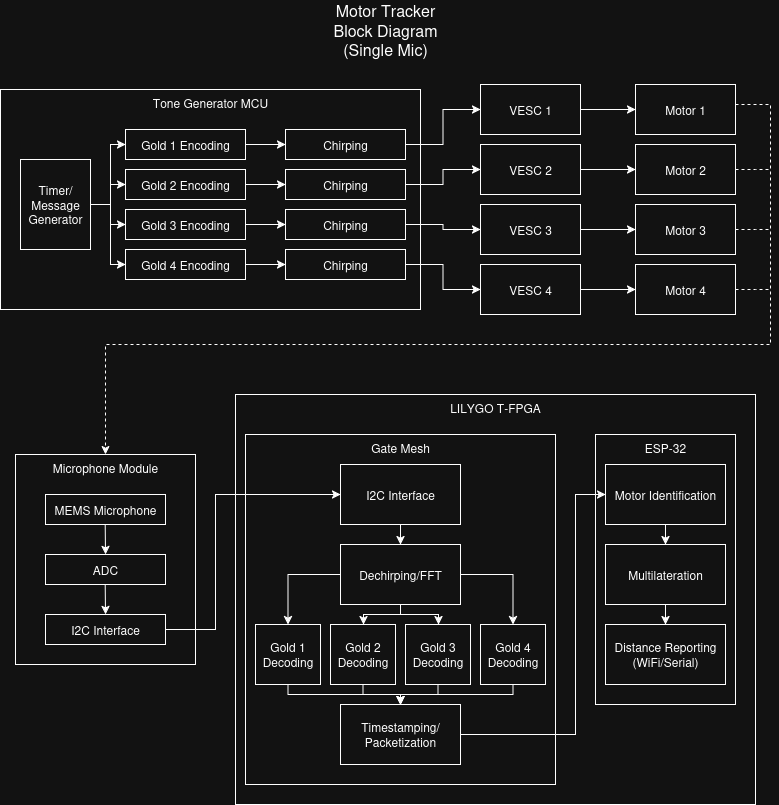 Motor Tracker
Block Diagram
(Single Mic)
Tone Generator MCU
Timer/
Message
Generator
Gold 1 Encoding
Chirping
Gold 2 Encoding
Chirping
Gold 3 Encoding
Chirping
Gold 4 Encoding
Chirping
VESC 1
Motor 1
VESC 2
Motor 2
VESC 3
Motor 3
VESC 4
Motor 4
Microphone Module
MEMS Microphone
ADC
I2C Interface
LILYGO T-FPGA
Gate Mesh
I2C Interface
Dechirping/FFT
Gold 1
Decoding
Gold 2
Decoding
Gold 3
Decoding
Gold 4
Decoding
Timestamping/
Packetization
ESP-32
Motor Identification
Multilateration
Distance Reporting
(WiFi/Serial)